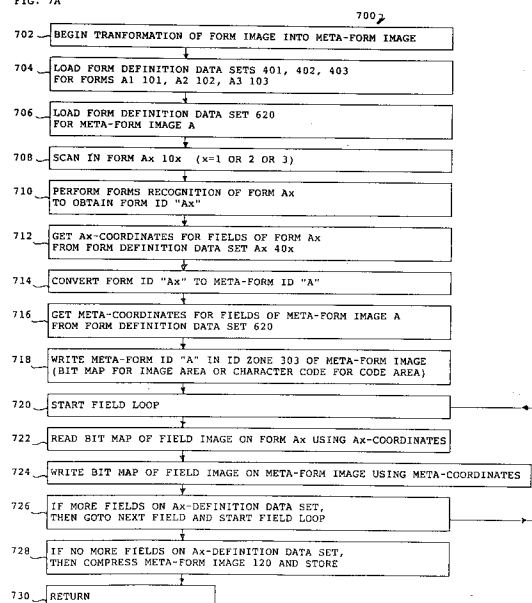 FIG. 7A
700
702 BEGIN TRANFORMATION OF FORM IMAGE INTO META-FORM IMAGE
704 LOAD FORM DEFINITION DATA SETS 401, 402, 403
FOR FORMS A1 101, A2 102, A3 103
706 LOAD FORM DEFINITION DATA SET 620
FOR META-FORM IMAGE A
708 SCAN IN FORM Ax 10x (x=1 OR 2 OR 3)
710 PERFORM FORMS RECOGNITION OF FORM Ax
TO OBTAIN FORM ID "Ax"
712 GET Ax-COORDINATES FOR FIELDS OF FORM Ax
FROM FORM DEFINITION DATA SET Ax 40x
714 CONVERT FORM ID "Ax" TO META-FORM ID "A"
716 GET META-COORDINATES FOR FIELDS OF META-FORM IMAGE A
FROM FORM DEFINITION DATA SET 620
718 WRITE META-FORM ID "A" IN ID ZONE 303 OF META-FORM IMAGE
(BIT MAP FOR IMAGE AREA OR CHARACTER CODE FOR CODE AREA)
720 START FIELD LOOP
722 READ BIT MAP OF FIELD IMAGE ON FORM Ax USING Ax-COORDINATES
724 WRITE BIT MAP OF FIELD IMAGE ON META-FORM IMAGE USING META-COORDINATES
726 IF MORE FIELDS ON Ax-DEFINITION DATA SET,
THEN GOTO NEXT FIELD AND START FIELD LOOP
728 IF NO MORE FIELDS ON Ax-DEFINITION DATA SET,
THEN COMPRESS META-FORM IMAGE 120 AND STORE
730 RETURN